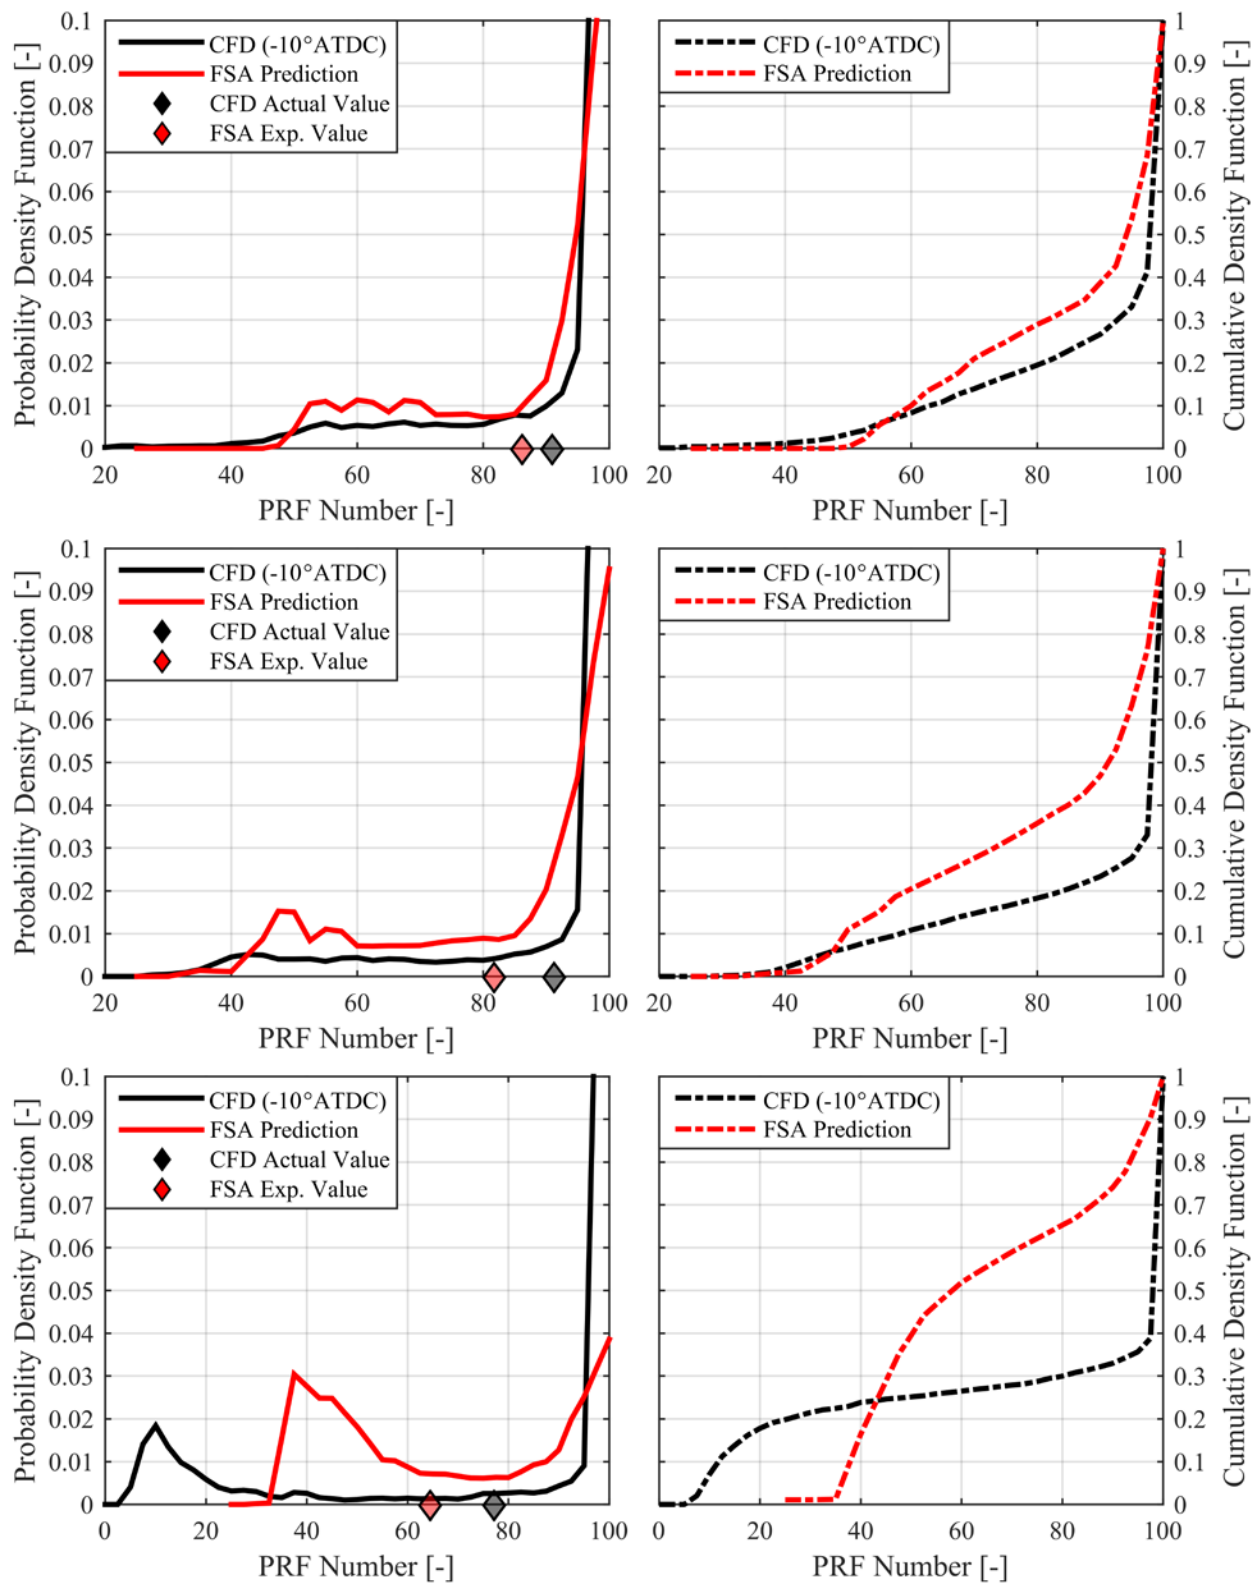 Probability Density Function [-]
0.1
0.09
0.08
0.07
0.06
0.05
0.04
0.03
0.02
0.01
0
CFD (-10°ATDC)
FSA Prediction
CFD Actual Value
FSA Exp. Value
20 40 60 80 100
PRF Number [-]
CFD (-10°ATDC)
FSA Prediction
1
0.9
0.8
0.7
0.6
0.5
0.4
0.3
0.2
0.1
0
Cumulative Density Function [-]
20 40 60 80 100
PRF Number [-]
Probability Density Function [-]
0.1
0.09
0.08
0.07
0.06
0.05
0.04
0.03
0.02
0.01
0
CFD (-10°ATDC)
FSA Prediction
CFD Actual Value
FSA Exp. Value
20 40 60 80 100
PRF Number [-]
CFD (-10°ATDC)
FSA Prediction
1
0.9
0.8
0.7
0.6
0.5
0.4
0.3
0.2
0.1
0
Cumulative Density Function [-]
20 40 60 80 100
PRF Number [-]
Probability Density Function [-]
0.1
0.09
0.08
0.07
0.06
0.05
0.04
0.03
0.02
0.01
0
CFD (-10°ATDC)
FSA Prediction
CFD Actual Value
FSA Exp. Value
0 20 40 60 80 100
PRF Number [-]
CFD (-10°ATDC)
FSA Prediction
1
0.9
0.8
0.7
0.6
0.5
0.4
0.3
0.2
0.1
0
Cumulative Density Function [-]
0 20 40 60 80 100
PRF Number [-]